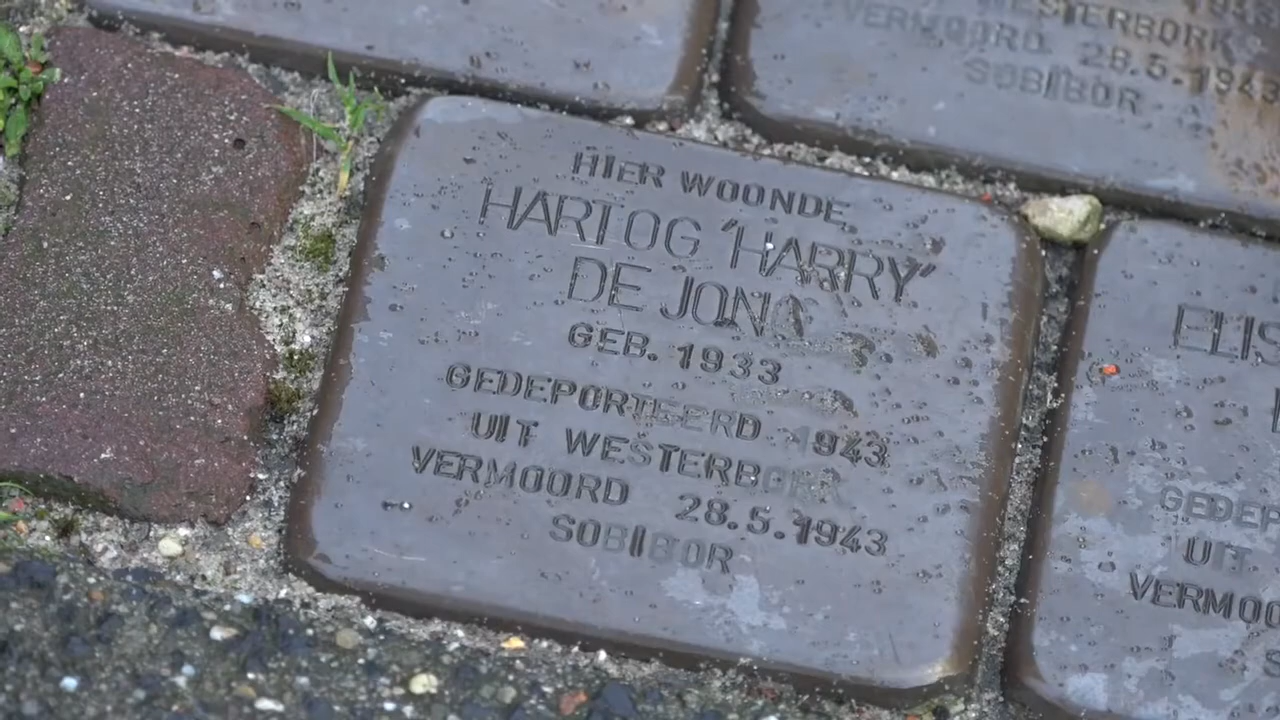 WESTERBORK
VERMOORD 28.5.1943
SOBIBOR
HIER WOONDE
HARTOG "HARRY"
DE JONG
GEB. 1933
GEDEPORTEERD 1943
UIT WESTERBORK
VERMOORD 28.5.1943
SOBIBOR
ELIS
GEDEP
UIT
VERMOO
S